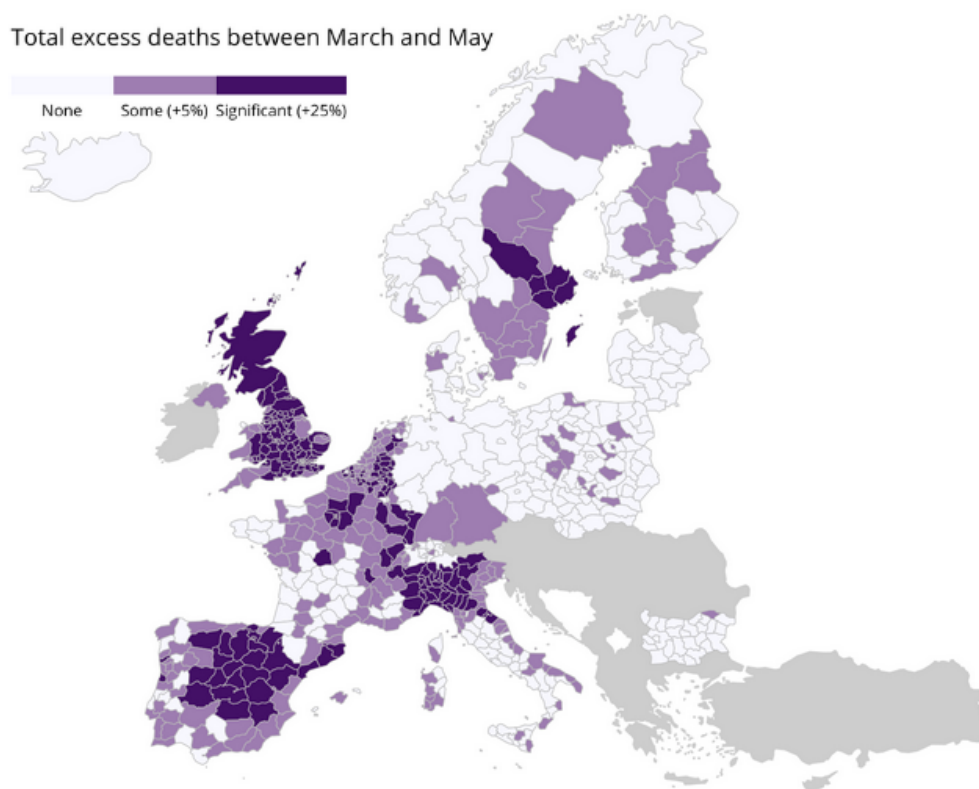 Total excess deaths between March and May
None Some (+5%) Significant (+25%)